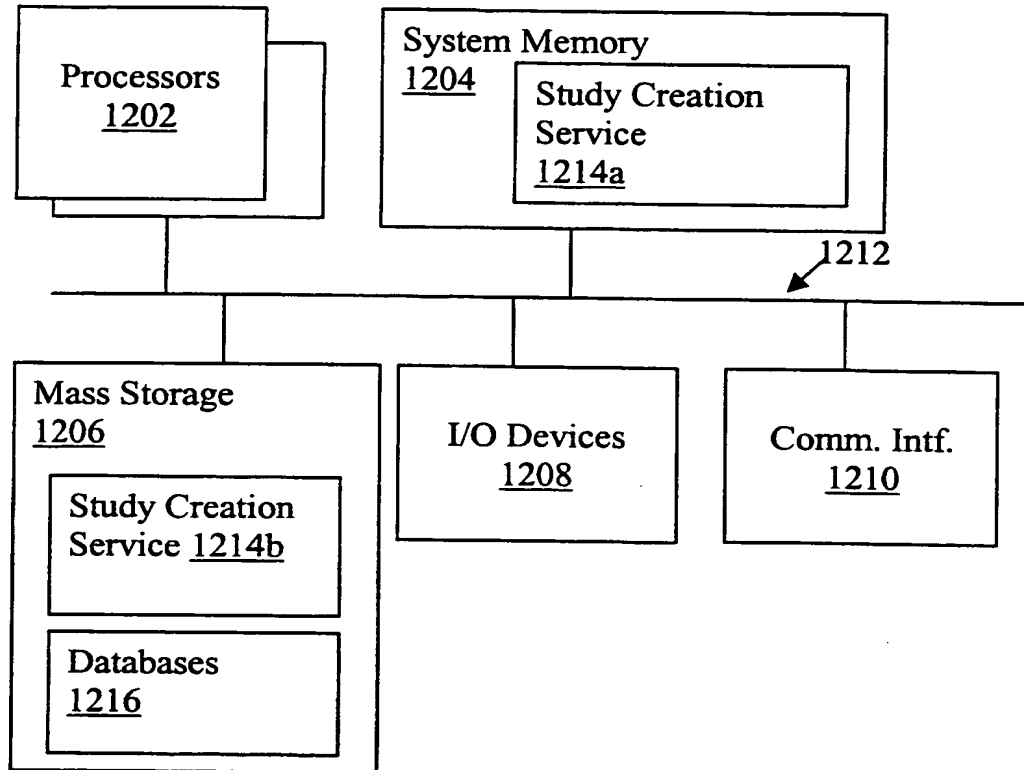 Processors
1202
System Memory
1204
Study Creation
Service
1214a
1212
Mass Storage
1206
Study Creation
Service 1214b
Databases
1216
I/O Devices
1208
Comm. Intf.
1210